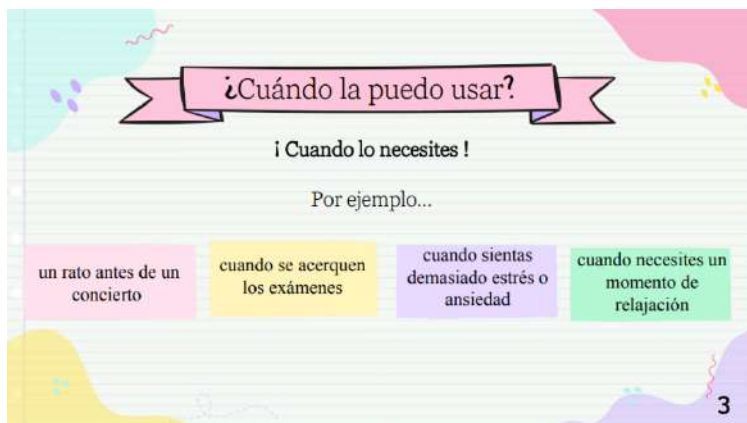 ¿Cuándo la puedo usar?
¡ Cuando lo necesites !
Por ejemplo...
un rato antes de un
concierto
cuando se acerquen
los exámenes
cuando sientas
demasiado estrés o
ansiedad
cuando necesites un
momento de
relajación
3